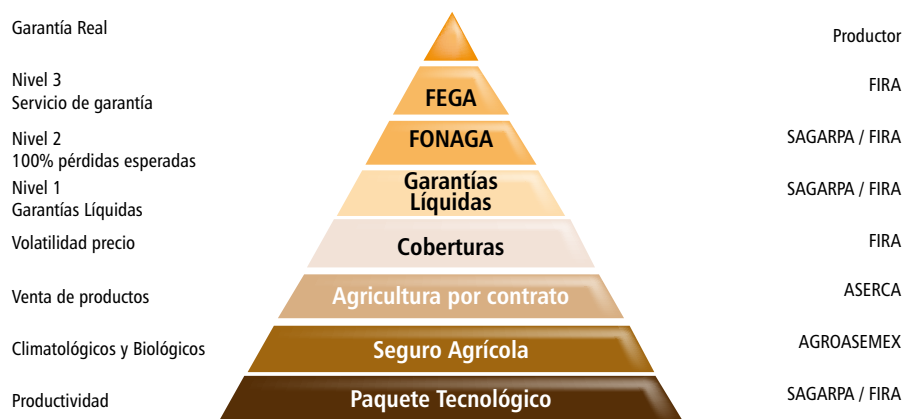 Garantía Real
Productor
Nivel 3
Servicio de garantía
FEGA
FIRA
Nivel 2
100% pérdidas esperadas
FONAGA
SAGARPA / FIRA
Nivel 1
Garantías Líquidas
Garantías
Líquidas
SAGARPA / FIRA
Volatilidad precio
Coberturas
FIRA
Venta de productos
Agricultura por contrato
ASERCA
Climatológicos y Biológicos
Seguro Agrícola
AGROASEMEX
Productividad
Paquete Tecnológico
SAGARPA / FIRA